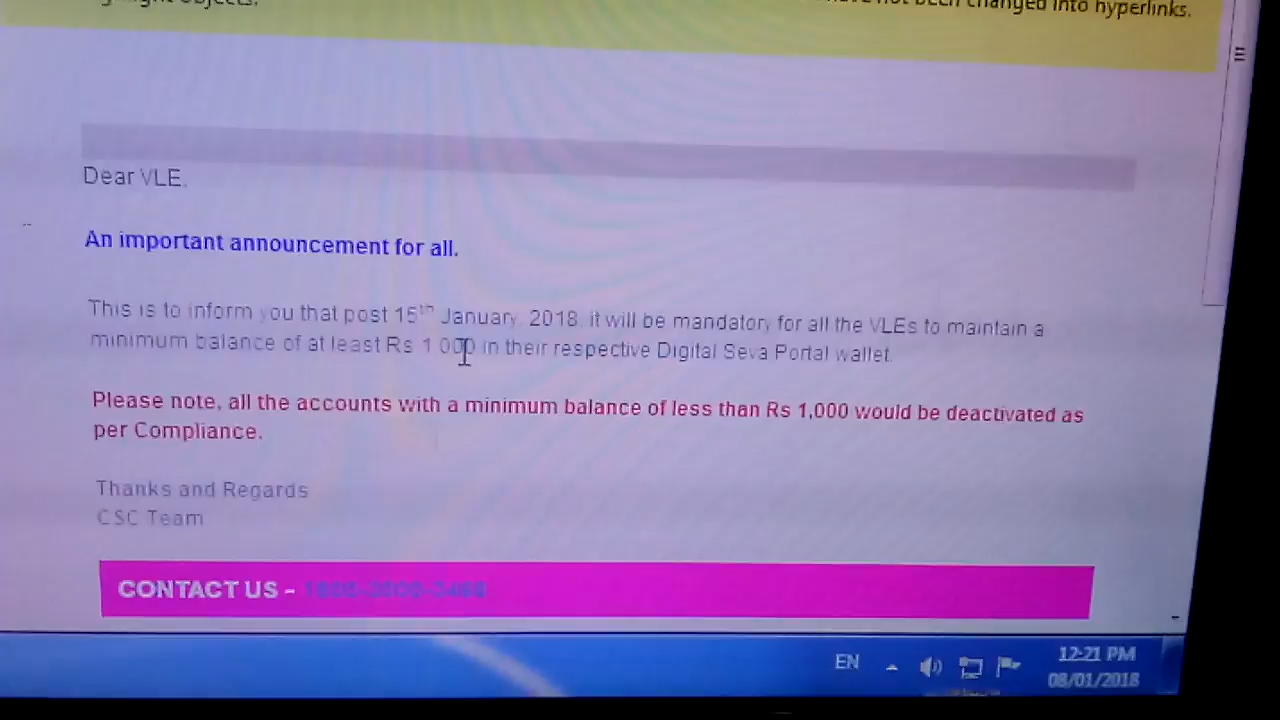 objects.
not been changed into hyperlinks.
Dear VLE,
An important announcement for all.
This is to inform you that post 15th January, 2018, it will be mandatory for all the VLEs to maintain a
minimum balance of at least Rs 1,000 in their respective Digital Seva Portal wallet.
Please note, all the accounts with a minimum balance of less than Rs 1,000 would be deactivated as
per Compliance.
Thanks and Regards
CSC Team
CONTACT US -
EN
12:21 PM
08/01/2018